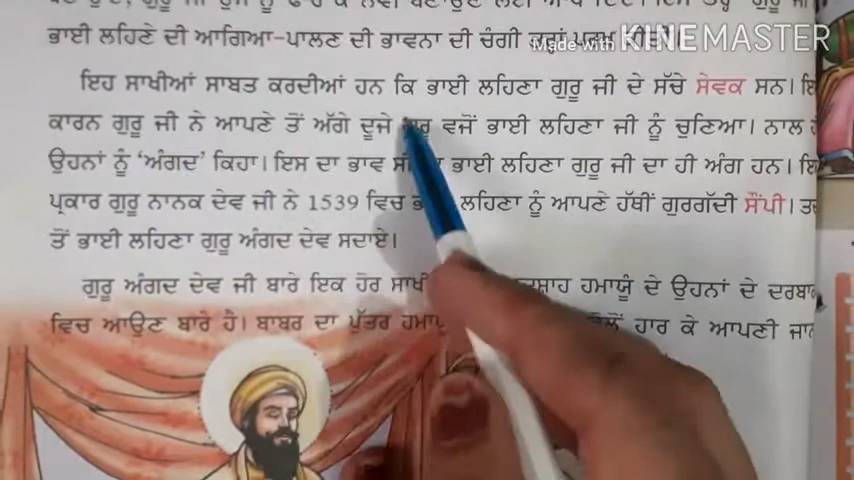 ਭਾਈ ਲਹਿਣੇ ਦੀ ਆਗਿਆ-ਪਾਲਣ ਦੀ ਭਾਵਨਾ ਦੀ ਚੰਗੀ
Made with KINEMASTER
ਇਹ ਸਾਖੀਆਂ ਸਾਬਤ ਕਰਦੀਆਂ ਹਨ ਕਿ ਭਾਈ ਲਹਿਣਾ ਗੁਰੂ ਜੀ ਦੇ ਸੱਚੇ ਸੇਵਕ ਸਨ।
ਕਾਰਨ ਗੁਰੂ ਜੀ ਨੇ ਆਪਣੇ ਤੋਂ ਅੱਗੇ ਦੂਜੇ ਵਜੋਂ ਭਾਈ ਲਹਿਣਾ ਜੀ ਨੂੰ ਚੁਣਿਆ। ਨਾਲ
ਉਹਨਾਂ ਨੂੰ 'ਅੰਗਦ' ਕਿਹਾ। ਇਸ ਦਾ ਭਾਵ ਭਾਈ ਲਹਿਣਾ ਗੁਰੂ ਜੀ ਦਾ ਹੀ ਅੰਗ ਹਨ।
ਪ੍ਰਕਾਰ ਗੁਰੂ ਨਾਨਕ ਦੇਵ ਜੀ ਨੇ 1539 ਵਿਚ ਲਹਿਣਾ ਨੂੰ ਆਪਣੇ ਹੱਥੀਂ ਗੁਰਗੱਦੀ ਸੌਂਪੀ।
ਤੋਂ ਭਾਈ ਲਹਿਣਾ ਗੁਰੂ ਅੰਗਦ ਦੇਵ ਸਦਾਏ।
ਗੁਰੂ ਅੰਗਦ ਦੇਵ ਜੀ ਬਾਰੇ ਇਕ ਹੋਰ ਹਮਾਯੂੰ ਦੇ ਉਹਨਾਂ ਦੇ
ਵਿਚ ਆਉਣ ਬਾਰੇ ਹੈ। ਬਾਬਰ ਦਾ ਪੁੱਤਰ ਹਾਰ ਕੇ ਆਪਣੀ